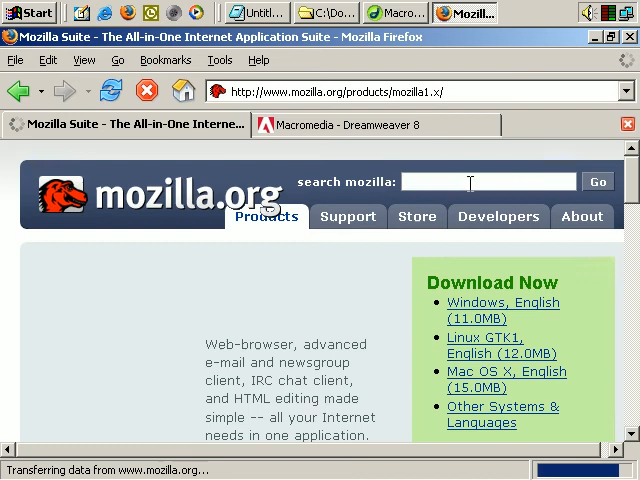 Start
Untitl...
C:\Do...
Macro...
Mozill...
Mozilla Suite - The All-in-One Internet Application Suite - Mozilla Firefox
File Edit View Go Bookmarks Tools Help
http://www.mozilla.org/products/mozilla1.x/
Mozilla Suite - The All-in-One Interne...
Macromedia - Dreamweaver 8
mozilla.org
search mozilla:
Go
Products
Support
Store
Developers
About
Web-browser, advanced
e-mail and newsgroup
client, IRC chat client,
and HTML editing made
simple -- all your Internet
needs in one application.
Download Now
Windows, English
(11.0MB)
Linux GTK1,
English (12.0MB)
Mac OS X, English
(15.0MB)
Other Systems &
Languages
Transferring data from www.mozilla.org...